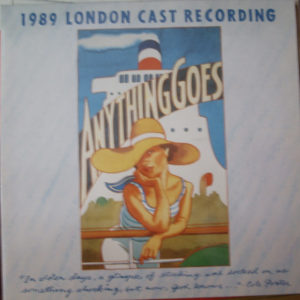 1989 LONDON CAST RECORDING
ANYTHING GOES
"In olden days, a glimpse of stocking was looked on as
something shocking, but now, God knows...
" Cole Porter